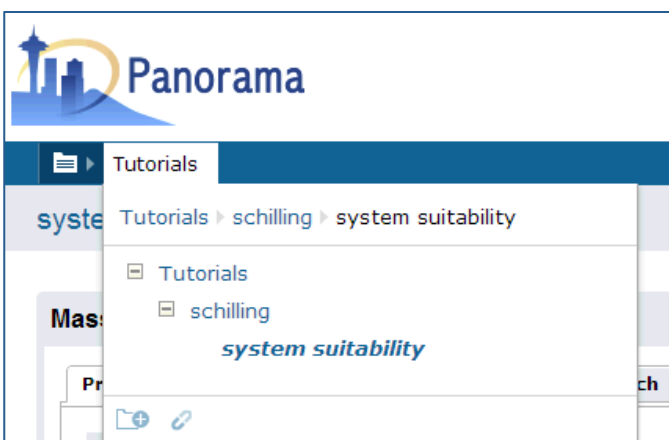 Panorama
Tutorials
syste
Tutorials schilling system suitability
Tutorials
schilling
Mas
system suitability
Pr
ch